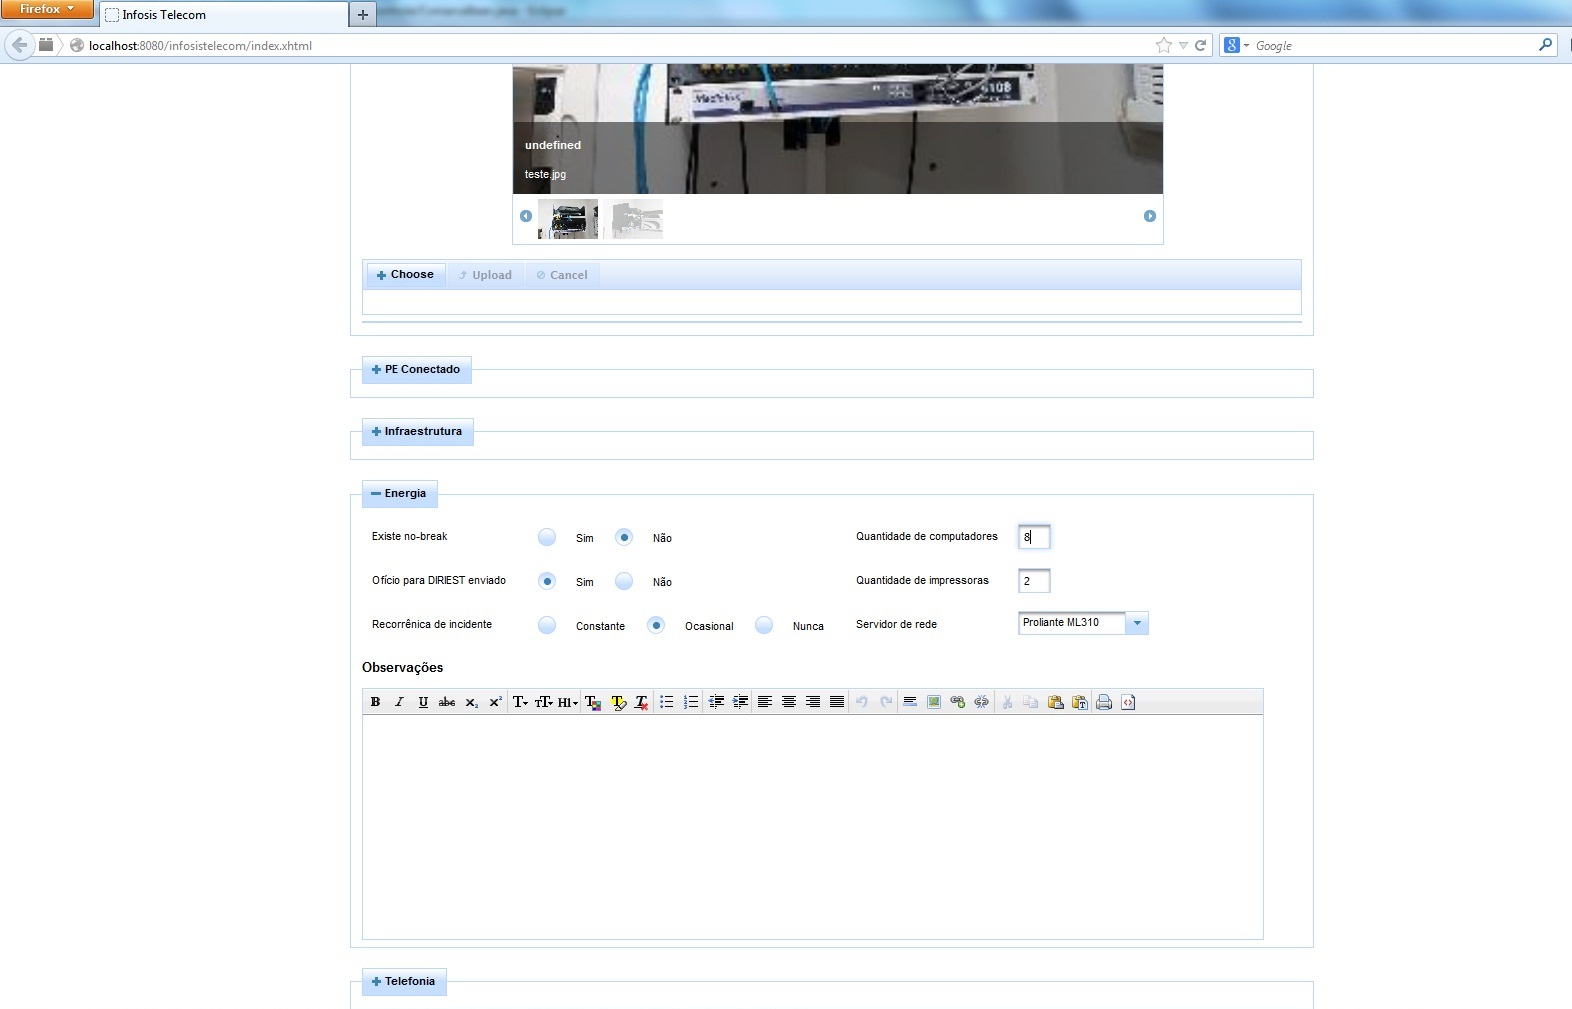 Firefox
Infosis Telecom
localhost:8080/infosistelecom/index.xhtml
Google
undefined
teste.jpg
Choose Upload Cancel
PE Conectado
Infraestrutura
Energia
Existe no-break Sim Não Quantidade de computadores 8
Ofício para DIRIEST enviado Sim Não Quantidade de impressoras 2
Recorrênica de incidente Constante Ocasional Nunca Servidor de rede Proliante ML310
Observações
Telefonia